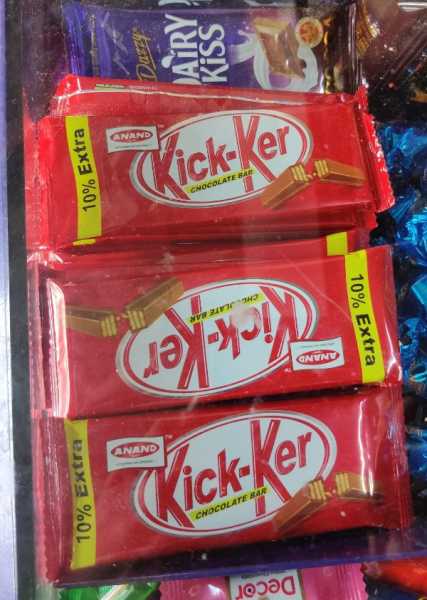 Dazy
DAIRY
KISS
10% Extra
ANAND
Kick-Ker
CHOCOLATE BAR
10% Extra
ANAND
Kick-Ker
CHOCOLATE BAR
10% Extra
ANAND
Kick-Ker
CHOCOLATE BAR
Decor